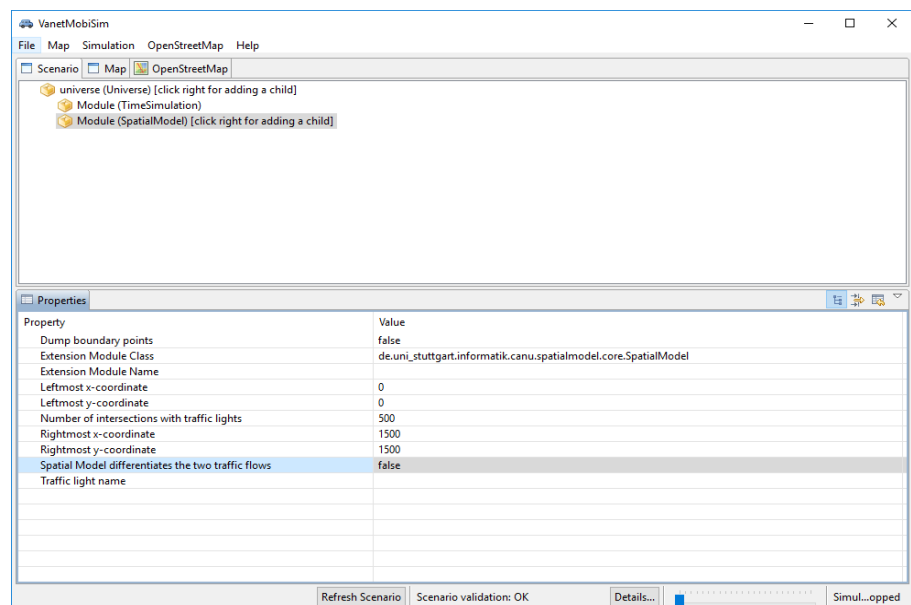 VanetMobiSim
File Map Simulation OpenStreetMap Help
Scenario Map OpenStreetMap
universe (Universe) [click right for adding a child]
Module (TimeSimulation)
Module (SpatialModel) [click right for adding a child]
Properties
Property Value
Dump boundary points false
Extension Module Class de.uni_stuttgart.informatik.canu.spatialmodel.core.SpatialModel
Extension Module Name
Leftmost x-coordinate 0
Leftmost y-coordinate 0
Number of intersections with traffic lights 500
Rightmost x-coordinate 1500
Rightmost y-coordinate 1500
Spatial Model differentiates the two traffic flows false
Traffic light name
Refresh Scenario Scenario validation: OK Details... Simul...opped